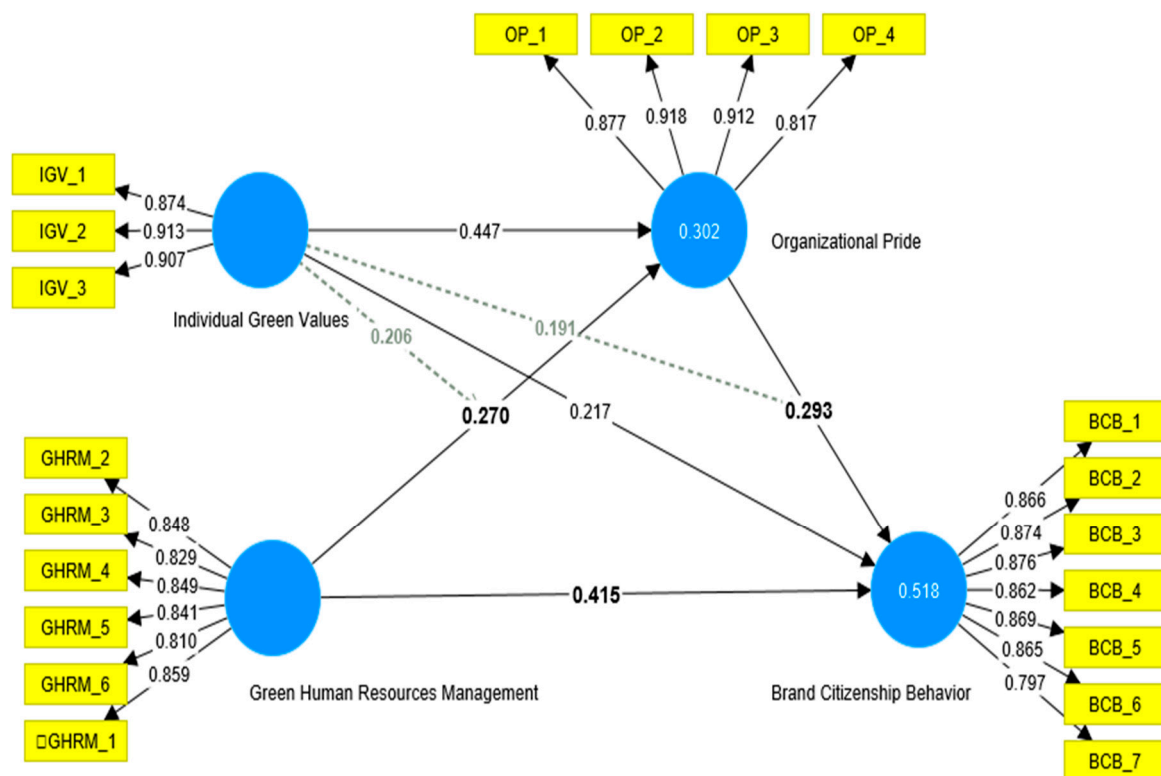 OP_1
OP_2
OP_3
OP_4
0.877
0.918
0.912
0.817
IGV_1
IGV_2
IGV_3
0.874
0.913
0.907
Individual Green Values
0.447
0.302
Organizational Pride
0.206
0.191
0.270
0.217
0.293
GHRM_2
GHRM_3
GHRM_4
GHRM_5
GHRM_6
□GHRM_1
0.848
0.829
0.849
0.841
0.810
0.859
Green Human Resources Management
0.415
0.518
Brand Citizenship Behavior
0.866
0.874
0.876
0.862
0.869
0.865
0.797
BCB_1
BCB_2
BCB_3
BCB_4
BCB_5
BCB_6
BCB_7